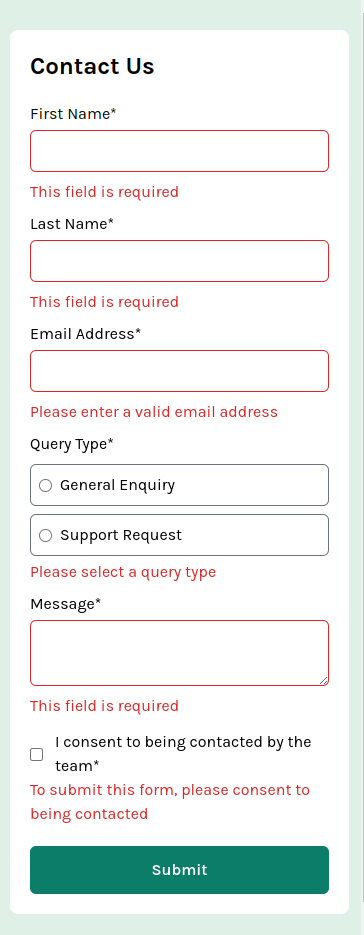 Contact Us
First Name*
This field is required
Last Name*
This field is required
Email Address*
Please enter a valid email address
Query Type*
General Enquiry
Support Request
Please select a query type
Message*
This field is required
I consent to being contacted by the
team*
To submit this form, please consent to
being contacted
Submit